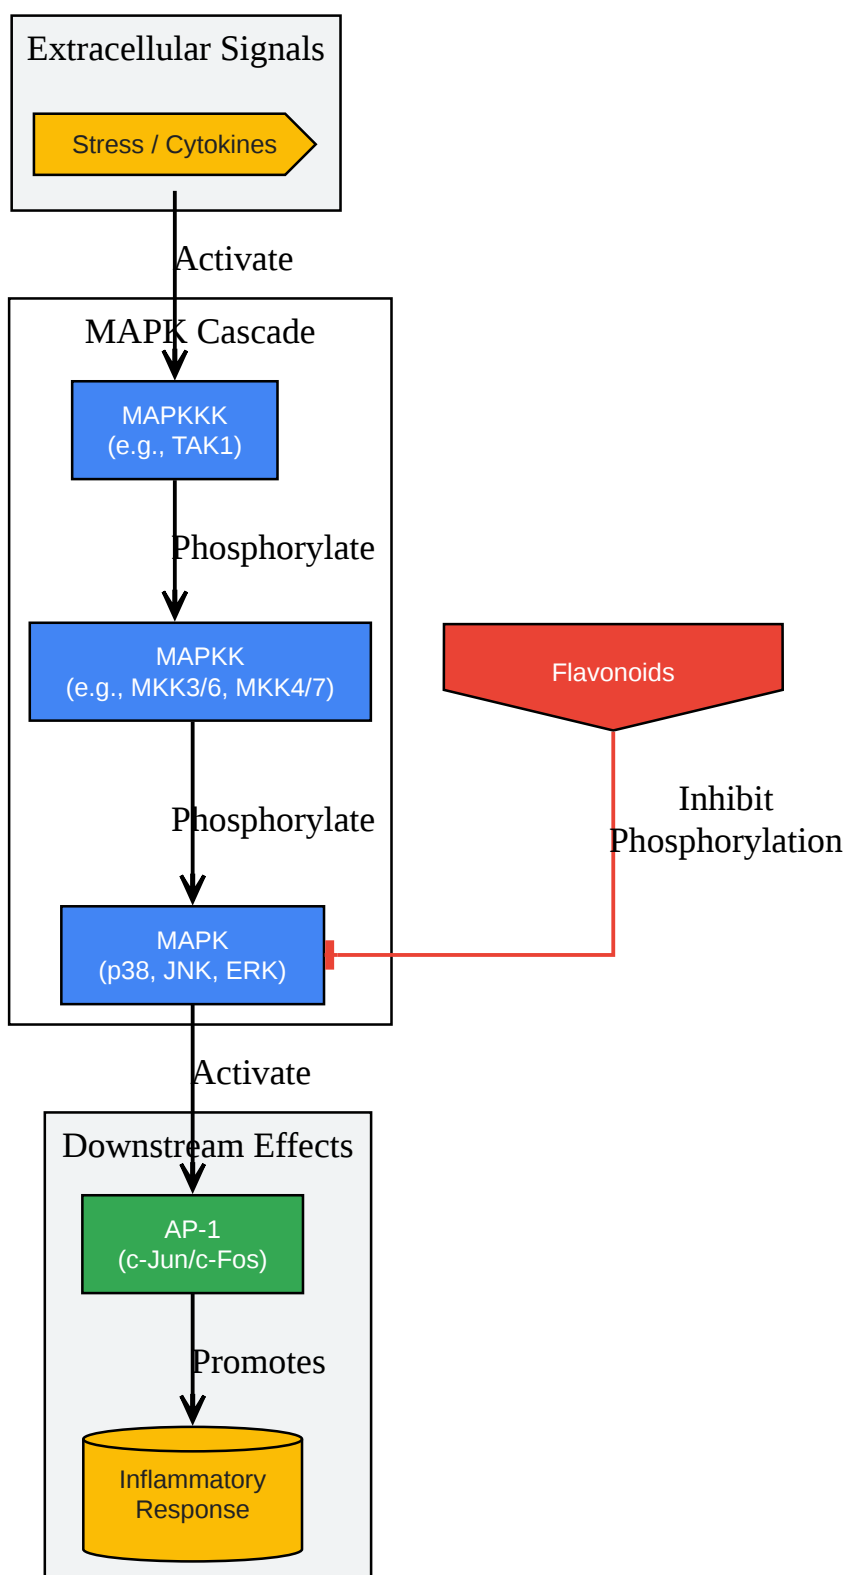 Extracellular Signals
Stress / Cytokines
Activate
MAPK Cascade
MAPKKK
(e.g., TAK1)
Phosphorylate
MAPKK
(e.g., MKK3/6, MKK4/7)
Flavonoids
Phosphorylate
Inhibit
Phosphorylation
MAPK
(p38, JNK, ERK)
Activate
Downstream Effects
AP-1
(c-Jun/c-Fos)
Promotes
Inflammatory
Response